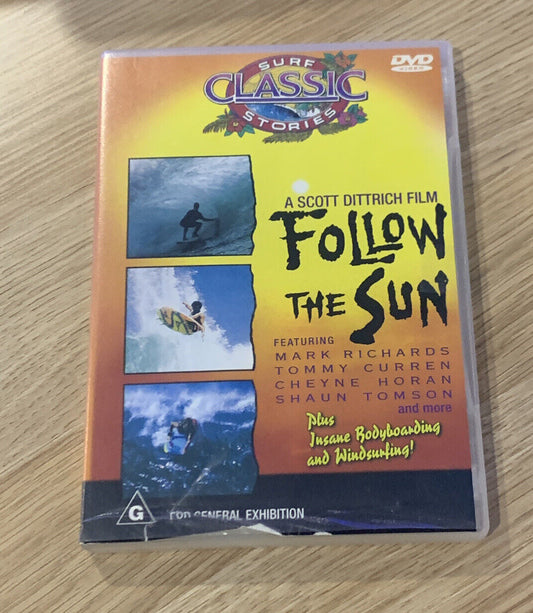 SURF
CLASSIC
STORIES
DVD
VIDEO
A SCOTT DITTRICH FILM
FOLLOW
THE SUN
FEATURING
MARK RICHARDS
TOMMY CURREN
CHEYNE HORAN
SHAUN TOMSON
and more
Plus
Insane Bodyboarding
and Windsurfing!
G
FOR GENERAL EXHIBITION